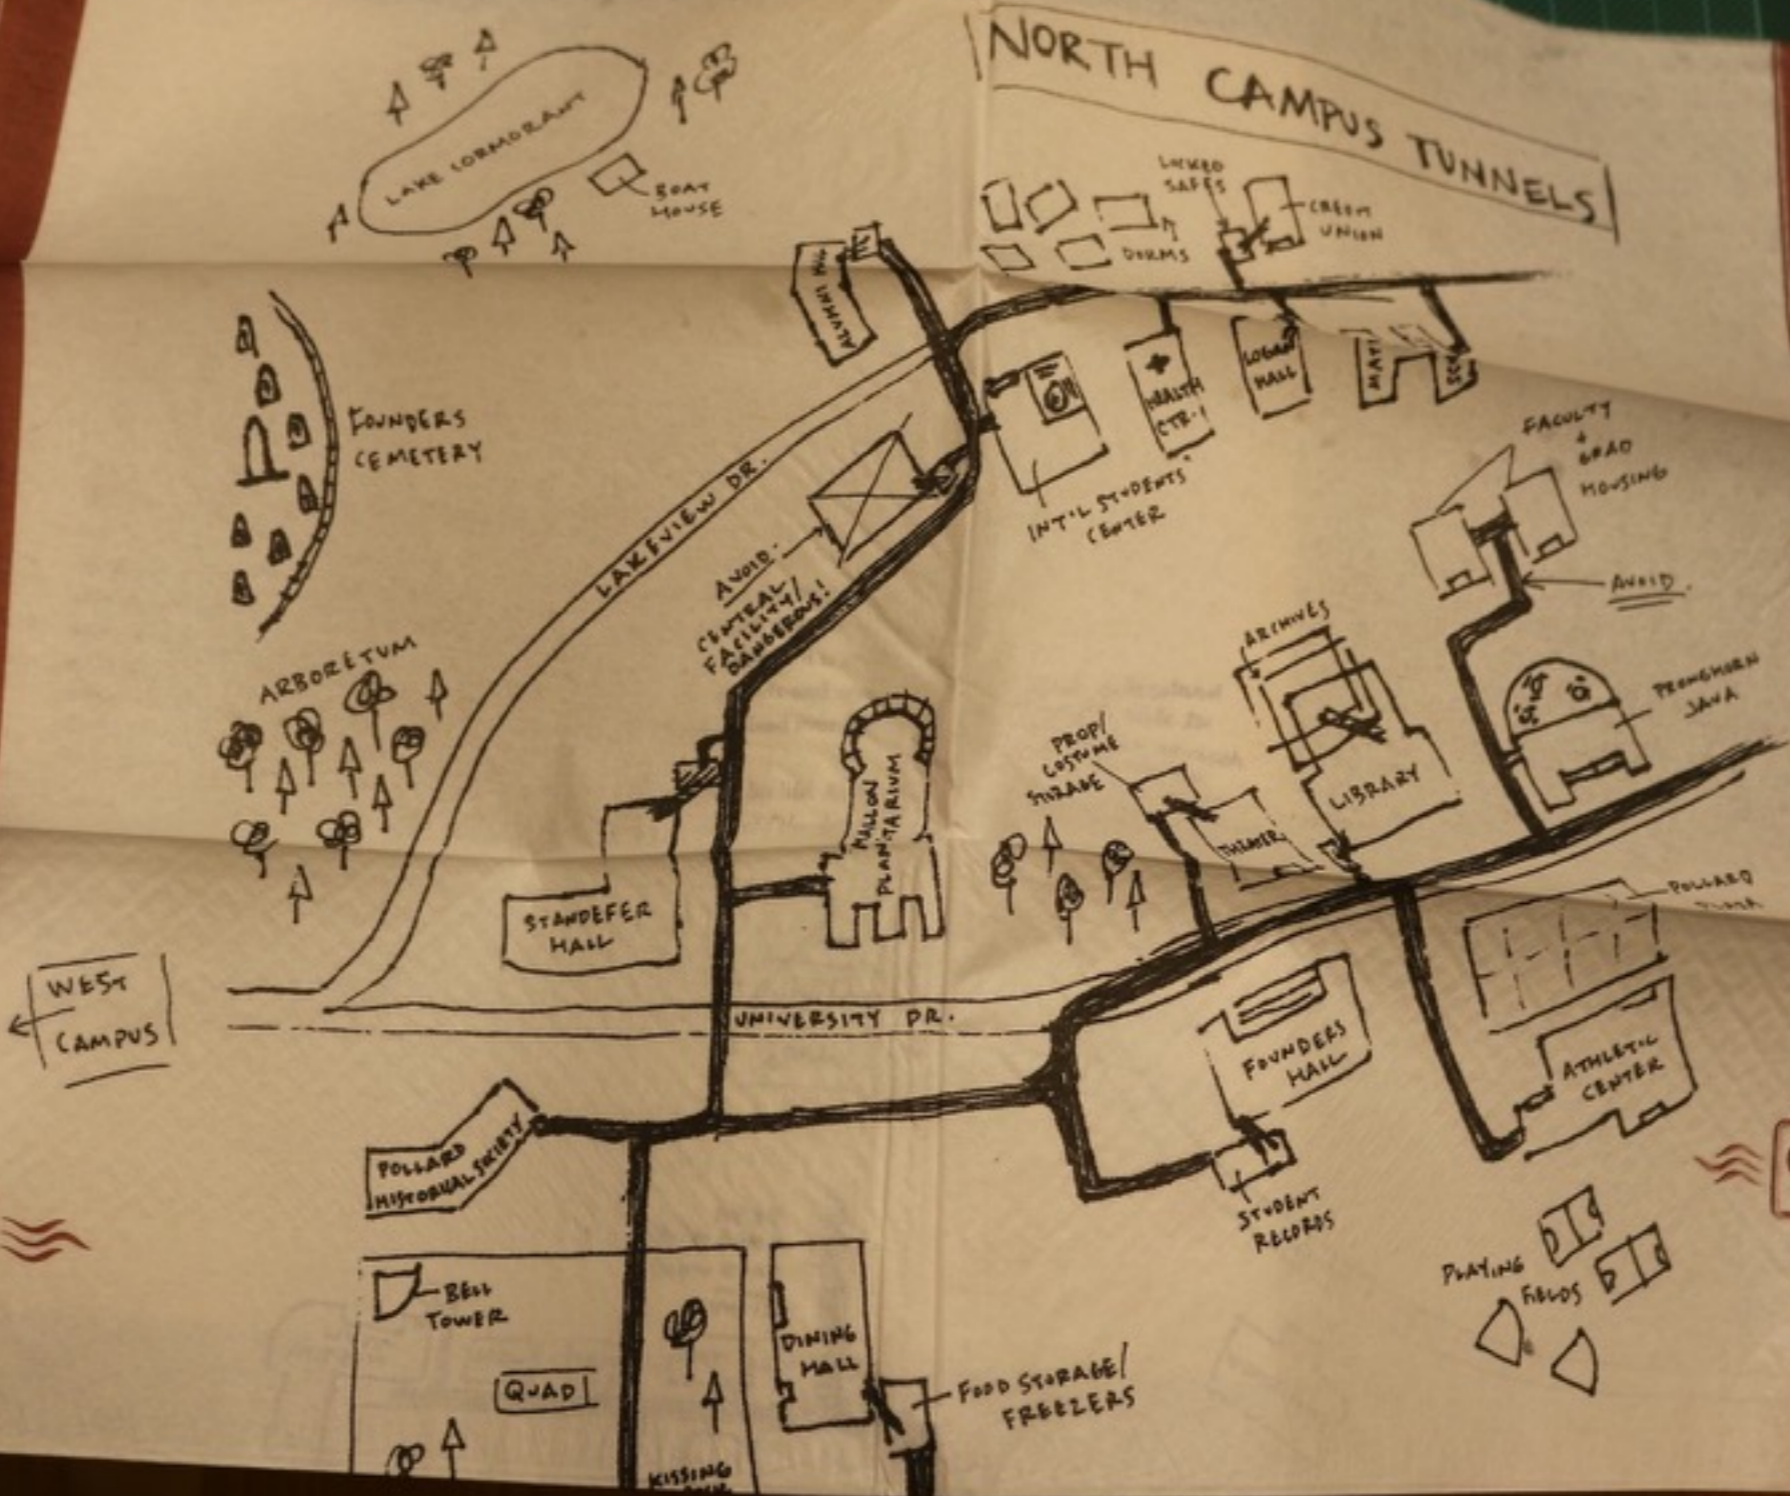 NORTH CAMPUS TUNNELS
LAKE CORMORANT
BOAT
HOUSE
LOCKED
SAFES
CREDIT
UNION
DORMS
ALUMNI
FOUNDERS
CEMETERY
LAKEVIEW DR.
HEALTH
CTR.
LOGAN
HALL
INT'L STUDENTS'
CENTER
FACULTY
+
GRAD
HOUSING
AVOID
AVOID
CENTRAL
FACILITY/
DANGEROUS!
ARBORETUM
ARCHIVES
PRONGHORN
JAVA
PROP/
COSTUME
STORAGE
LIBRARY
THEATER
MALLON
PLANITARIUM
STANDEFER
HALL
POLLARD
WEST
CAMPUS
UNIVERSITY DR.
FOUNDERS
HALL
ATHLETIC
CENTER
POLLARD
HISTORICAL SOCIETY
STUDENT
RECORDS
PLAYING
FIELDS
BELL
TOWER
DINING
HALL
QUAD
FOOD STORAGE/
FREEZERS
KISSING